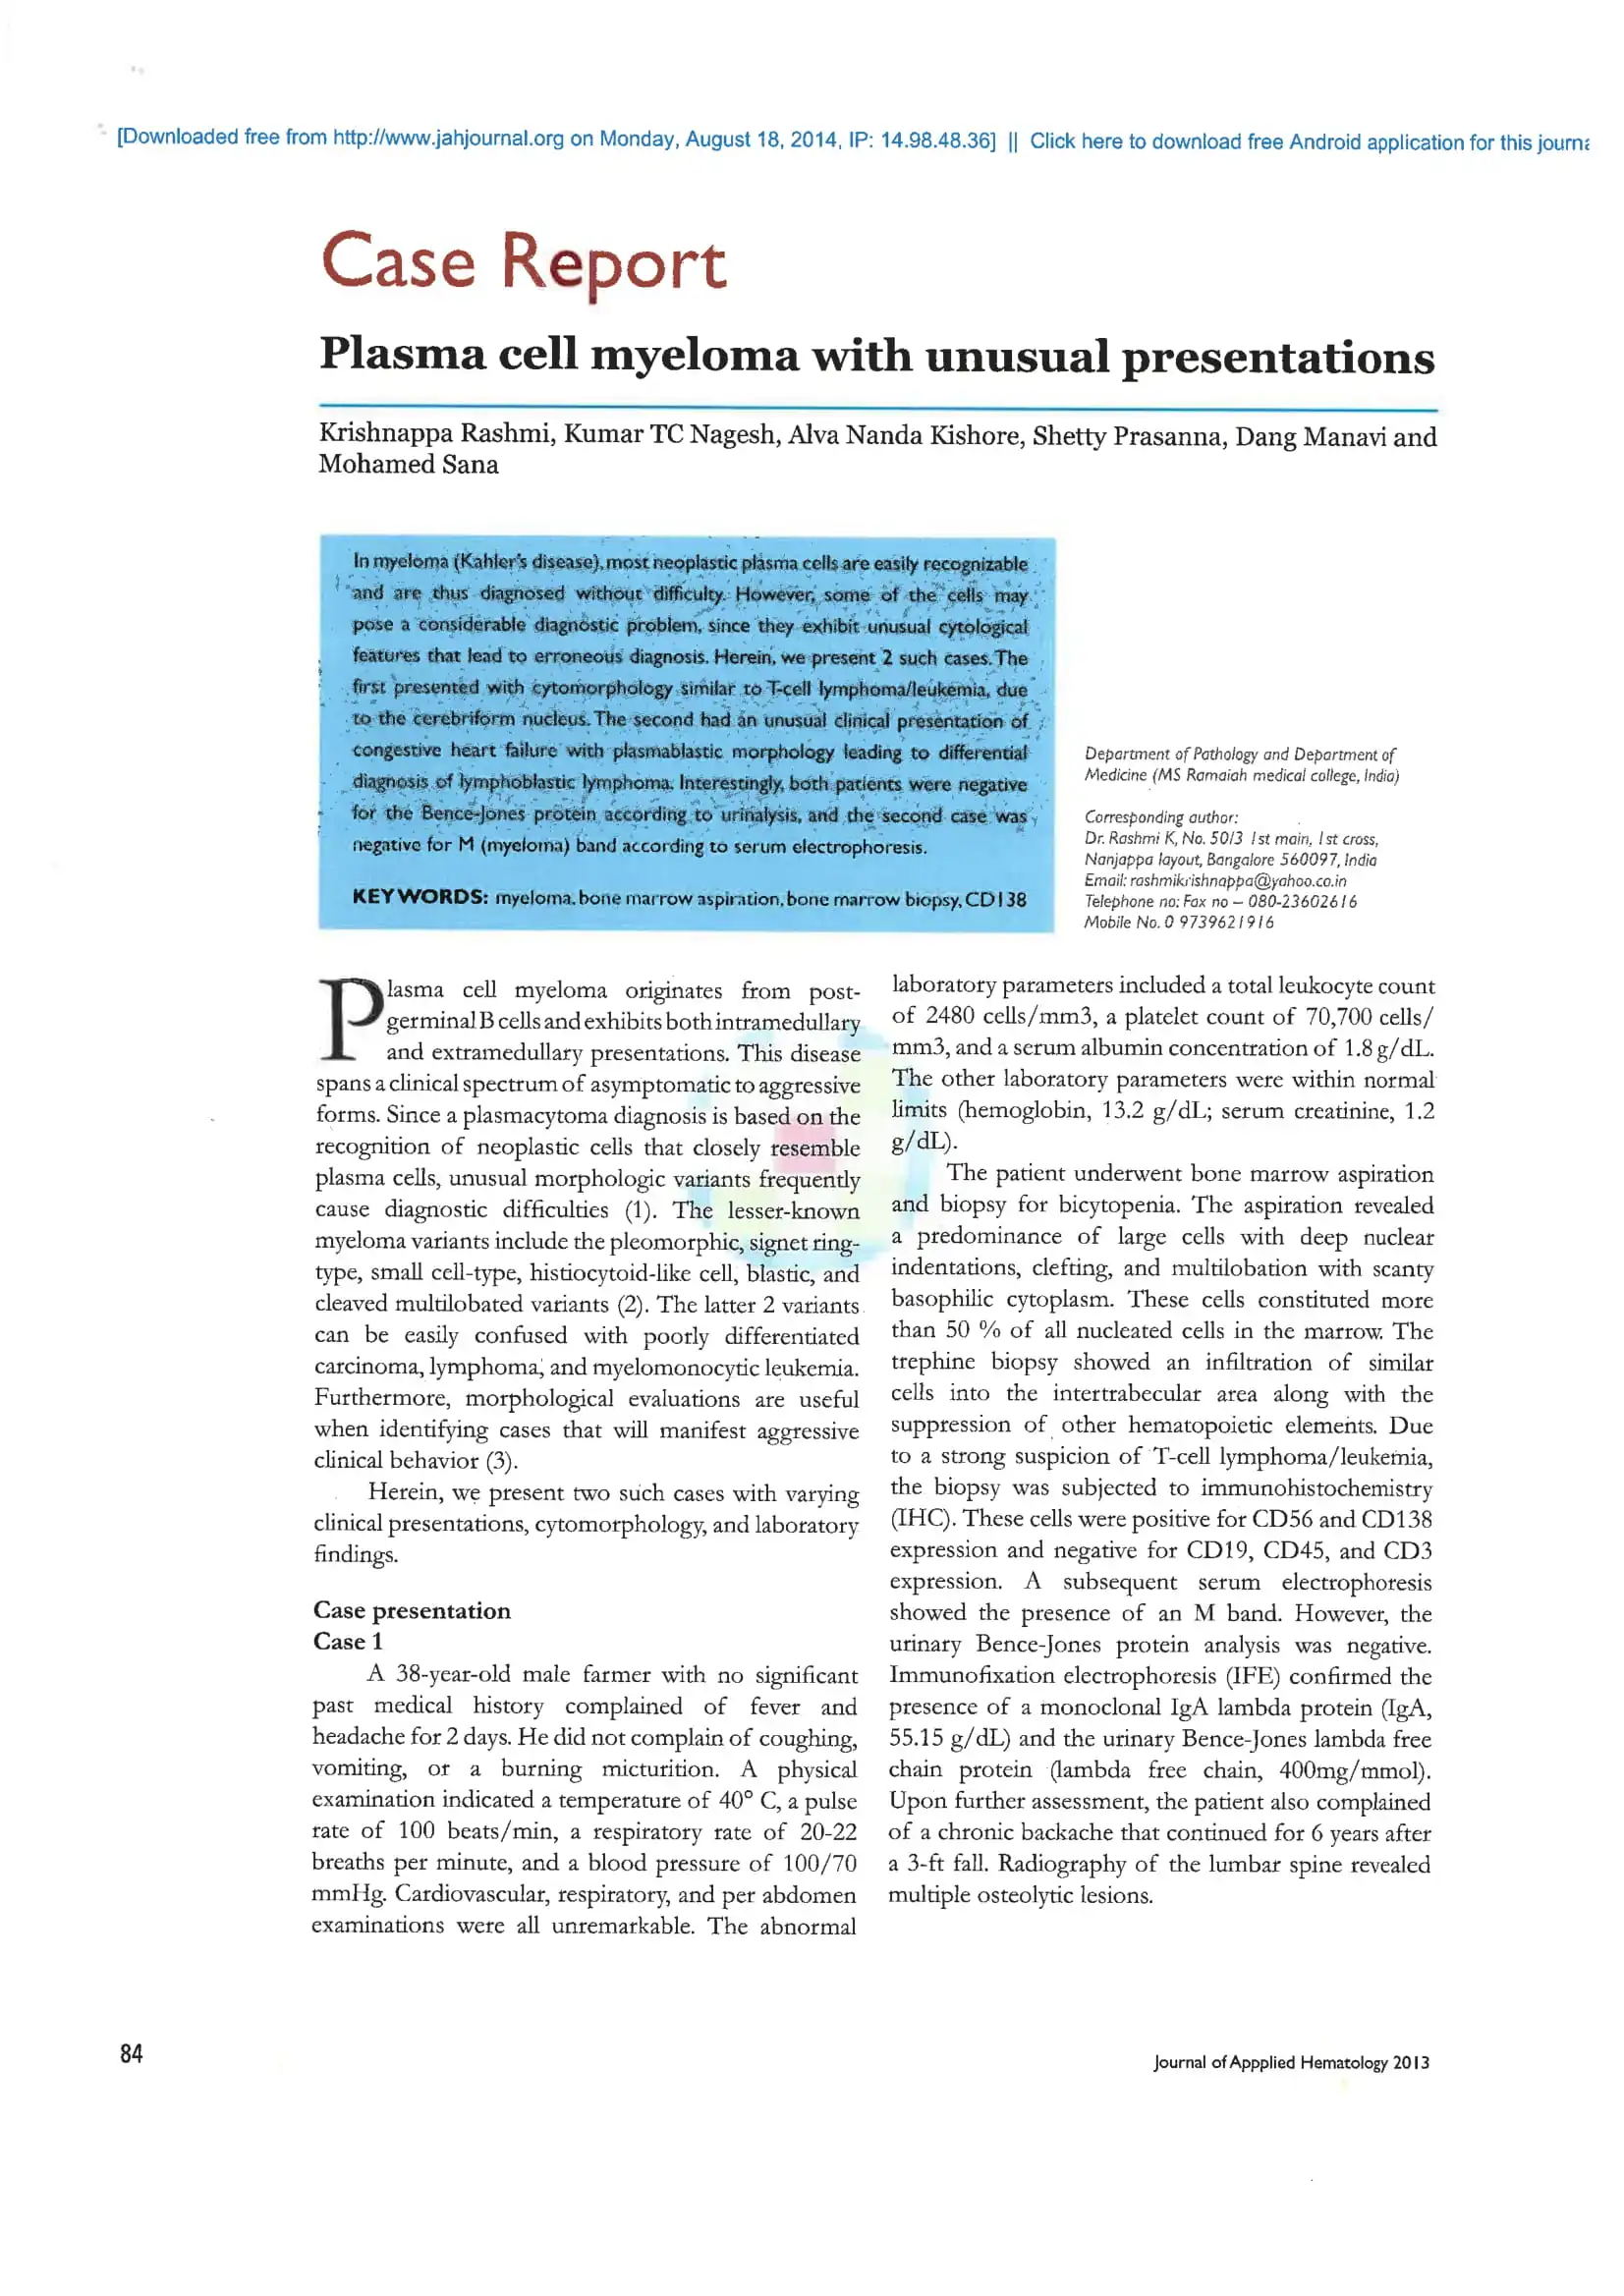 [Downloaded free from http://www.jahjournal.org on Monday, August 18, 2014, IP: 14.98.48.36] || Click here to download free Android application for this journ
Case Report
Plasma cell myeloma with unusual presentations
Krishnappa Rashmi, Kumar TC Nagesh, Alva Nanda Kishore, Shetty Prasanna, Dang Manavi and
Mohamed Sana
In myeloma (Kahler's disease), most neoplastic plasma cells are easily recognizable
and are thus diagnosed without difficulty. However, some of the cells may
pose a considerable diagnostic problem, since they exhibit unusual cytological
features that lead to erroneous diagnosis. Herein, we present 2 such cases. The
first presented with cytomorphology similar to T-cell lymphoma/leukemia, due
to the cerebriform nucleus. The second had an unusual clinical presentation of
congestive heart failure with plasmablastic morphology leading to differential
diagnosis of lymphoblastic lymphoma. Interestingly, both patients were negative
for the Bence-Jones protein according to urinalysis, and the second case was
negative for M (myeloma) band according to serum electrophoresis.
KEYWORDS: myeloma, bone marrow aspiration, bone marrow biopsy, CD138
Department of Pathology and Department of
Medicine (MS Ramaiah medical college, India)
Corresponding author:
Dr. Rashmi K, No. 50/3 1st main, 1st cross,
Nanjappa layout, Bangalore 560097, India
Email: rashmikrishnappa@yahoo.co.in
Telephone no: Fax no – 080-23602616
Mobile No. 0 9739621916
Plasma cell myeloma originates from post-
germinal B cells and exhibits both intramedullary
and extramedullary presentations. This disease
spans a clinical spectrum of asymptomatic to aggressive
forms. Since a plasmacytoma diagnosis is based on the
recognition of neoplastic cells that closely resemble
plasma cells, unusual morphologic variants frequently
cause diagnostic difficulties (1). The lesser-known
myeloma variants include the pleomorphic, signet ring-
type, small cell-type, histiocytoid-like cell, blastic, and
cleaved multilobated variants (2). The latter 2 variants
can be easily confused with poorly differentiated
carcinoma, lymphoma, and myelomonocytic leukemia.
Furthermore, morphological evaluations are useful
when identifying cases that will manifest aggressive
clinical behavior (3).
Herein, we present two such cases with varying
clinical presentations, cytomorphology, and laboratory
findings.
Case presentation
Case 1
A 38-year-old male farmer with no significant
past medical history complained of fever and
headache for 2 days. He did not complain of coughing,
vomiting, or a burning micturition. A physical
examination indicated a temperature of 40° C, a pulse
rate of 100 beats/min, a respiratory rate of 20-22
breaths per minute, and a blood pressure of 100/70
mmHg. Cardiovascular, respiratory, and per abdomen
examinations were all unremarkable. The abnormal
laboratory parameters included a total leukocyte count
of 2480 cells/mm3, a platelet count of 70,700 cells/
mm3, and a serum albumin concentration of 1.8 g/dL.
The other laboratory parameters were within normal
limits (hemoglobin, 13.2 g/dL; serum creatinine, 1.2
g/dL).
The patient underwent bone marrow aspiration
and biopsy for bicytopenia. The aspiration revealed
a predominance of large cells with deep nuclear
indentations, clefting, and multilobation with scanty
basophilic cytoplasm. These cells constituted more
than 50 % of all nucleated cells in the marrow. The
trephine biopsy showed an infiltration of similar
cells into the intertrabecular area along with the
suppression of other hematopoietic elements. Due
to a strong suspicion of T-cell lymphoma/leukemia,
the biopsy was subjected to immunohistochemistry
(IHC). These cells were positive for CD56 and CD138
expression and negative for CD19, CD45, and CD3
expression. A subsequent serum electrophoresis
showed the presence of an M band. However, the
urinary Bence-Jones protein analysis was negative.
Immunofixation electrophoresis (IFE) confirmed the
presence of a monoclonal IgA lambda protein (IgA,
55.15 g/dL) and the urinary Bence-Jones lambda free
chain protein (lambda free chain, 400mg/mmol).
Upon further assessment, the patient also complained
of a chronic backache that continued for 6 years after
a 3-ft fall. Radiography of the lumbar spine revealed
multiple osteolytic lesions.
84
Journal of Appplied Hematology 2013